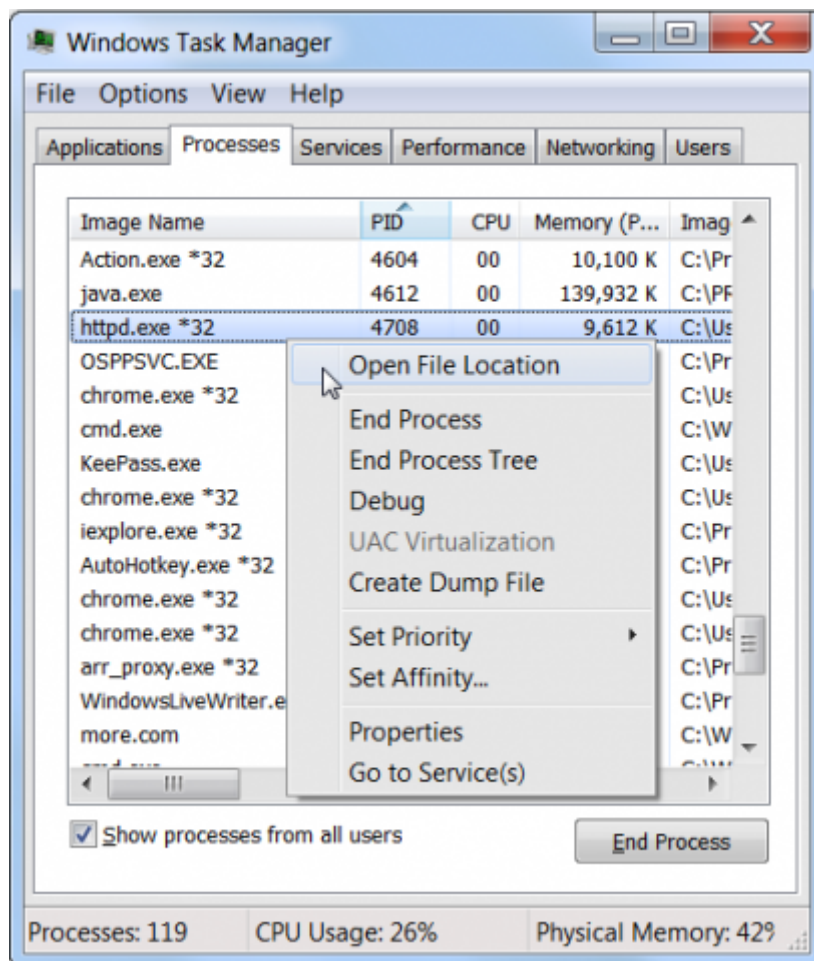 Windows Task Manager
File Options View Help
Applications Processes Services Performance Networking Users
Image Name PID CPU Memory (P... Imag
Action.exe *32 4604 00 10,100 K C:\Pr
java.exe 4612 00 139,932 K C:\PR
httpd.exe *32 4708 00 9,612 K C:\Us
OSPPSVC.EXE C:\Pr
chrome.exe *32 C:\Us
cmd.exe C:\W
KeePass.exe C:\Us
chrome.exe *32 C:\Us
iexplore.exe *32 C:\Pr
AutoHotkey.exe *32 C:\Pr
chrome.exe *32 C:\Us
chrome.exe *32 C:\Us
arr_proxy.exe *32 C:\Pr
WindowsLiveWriter.e C:\Pr
more.com C:\W
Open File Location
End Process
End Process Tree
Debug
UAC Virtualization
Create Dump File
Set Priority
Set Affinity...
Properties
Go to Service(s)
Show processes from all users
End Process
Processes: 119 CPU Usage: 26% Physical Memory: 42%